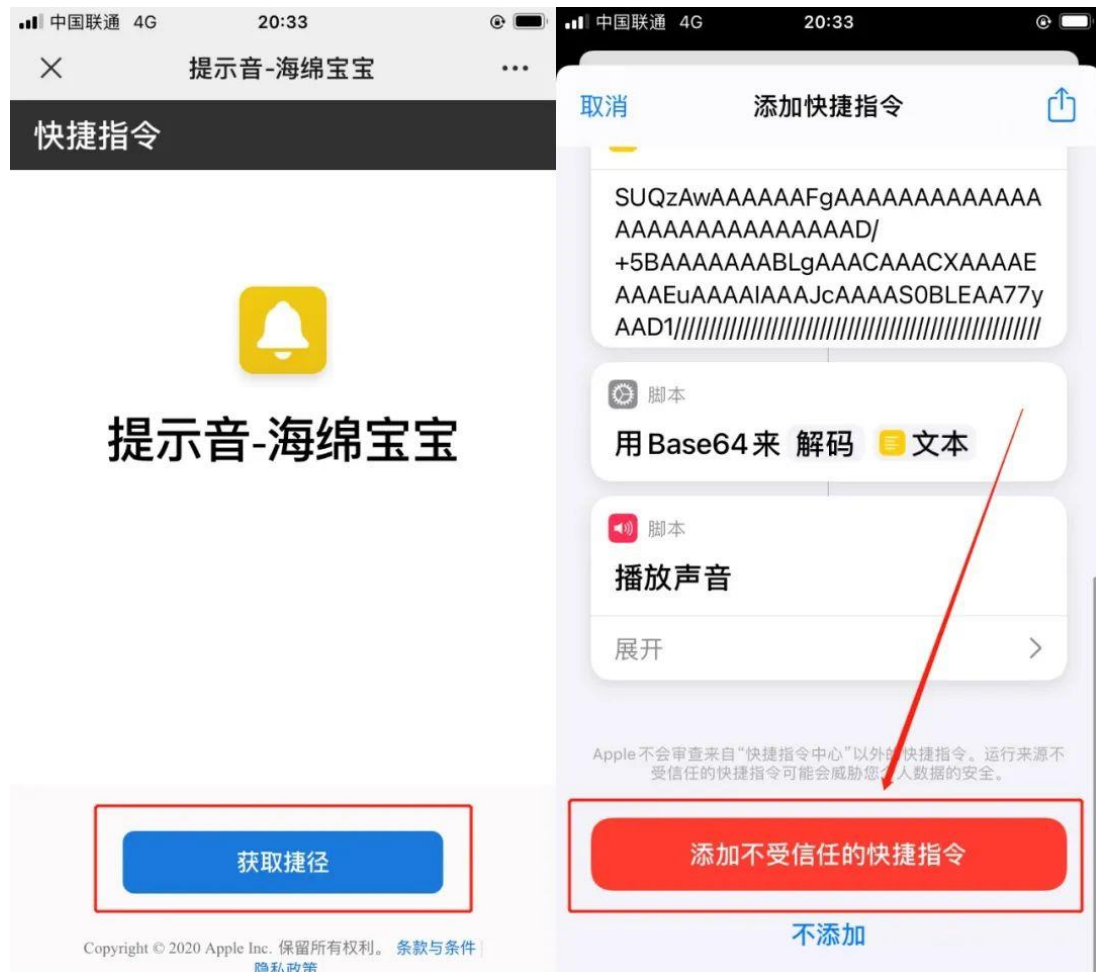 中国联通 4G 20:33
提示音-海绵宝宝
快捷指令
提示音-海绵宝宝
获取捷径
Copyright © 2020 Apple Inc. 保留所有权利。 条款与条件 |
隐私政策
中国联通 4G 20:33
取消 添加快捷指令
SUQzAwAAAAAAFgAAAAAAAAAAAAA
AAAAAAAAAAAAAAAAD/
+5BAAAAAAABLgAAACAAACXAAAAE
AAAEuAAAAIAAAJcAAAAS0BLEAA77y
脚本
用Base64来 解码 文本
脚本
播放声音
展开
Apple 不会审查来自“快捷指令中心”以外的快捷指令。运行来源不
受信任的快捷指令可能会威胁您个人数据的安全。
添加不受信任的快捷指令
不添加